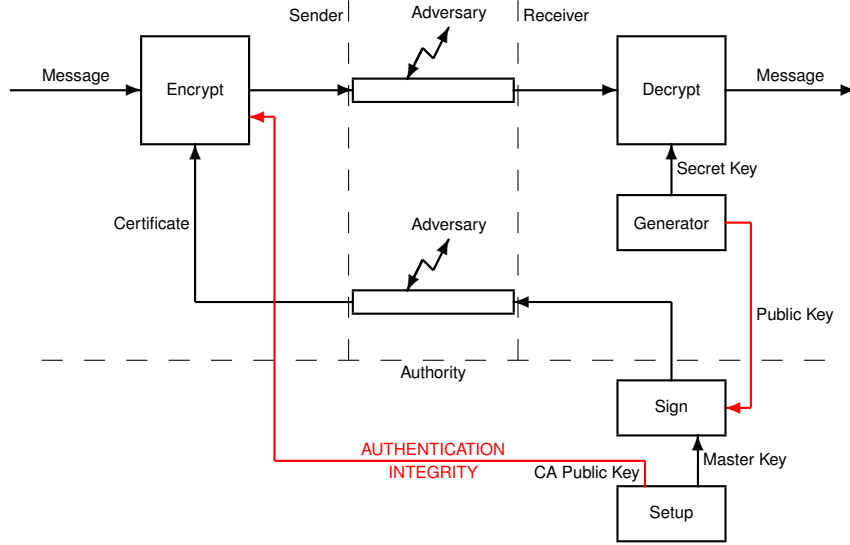 Sender
Adversary
Receiver
Message
Encrypt
Decrypt
Message
Secret Key
Certificate
Adversary
Generator
Public Key
Authority
Sign
AUTHENTICATION
INTEGRITY
CA Public Key
Master Key
Setup